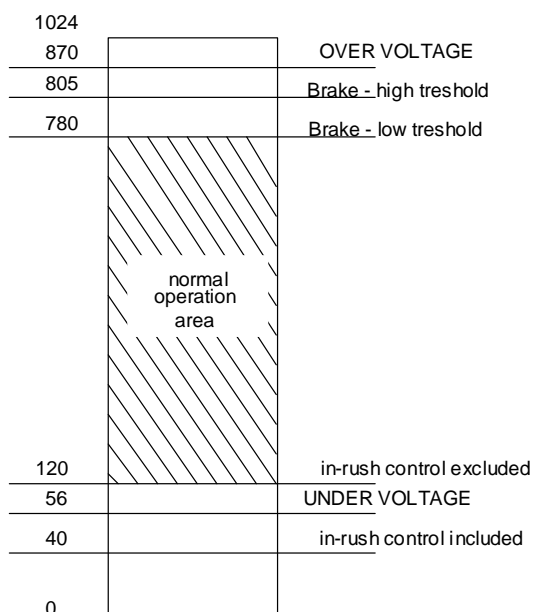 1024
870 OVER VOLTAGE
805 Brake - high treshold
780 Brake - low treshold
normal
operation
area
120 in-rush control excluded
56 UNDER VOLTAGE
40 in-rush control included
0